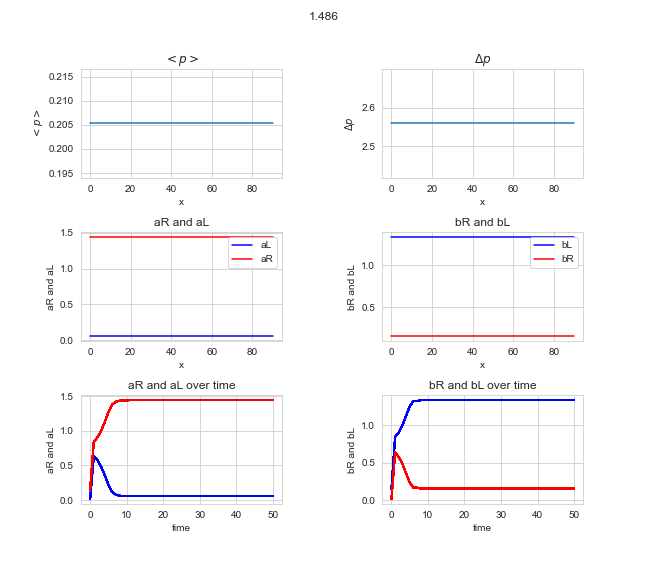 1.486
< p >
Δp
0.215
0.210
0.205
0.200
0.195
< p >
0 20 40 60 80
x
2.6
2.5
Δp
0 20 40 60 80
x
aR and aL
bR and bL
1.5
1.0
0.5
0.0
aR and aL
aL
aR
0 20 40 60 80
x
1.0
0.5
bR and bL
bL
bR
0 20 40 60 80
x
aR and aL over time
bR and bL over time
1.5
1.0
0.5
0.0
aR and aL
0 10 20 30 40 50
time
1.0
0.5
0.0
bR and bL
0 10 20 30 40 50
time